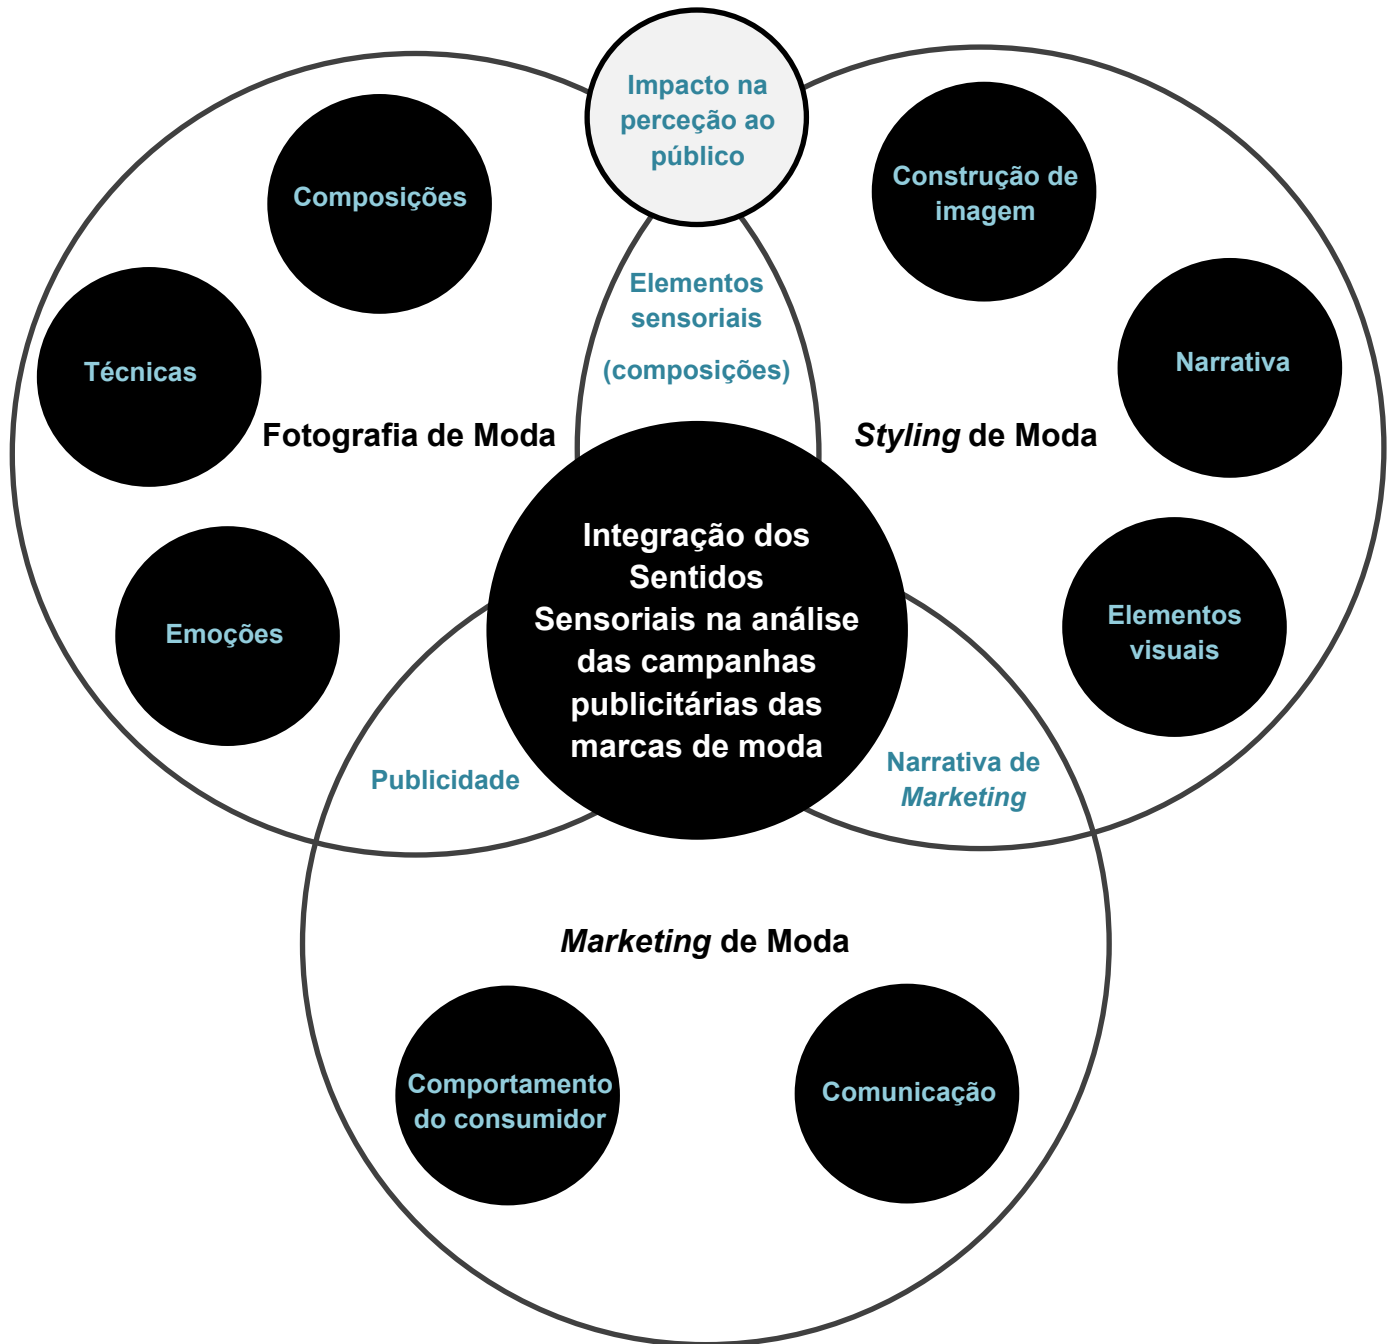 Impacto na
perceção ao
público
Composições
Construção de
imagem
Elementos
sensoriais
(composições)
Técnicas
Narrativa
Fotografia de Moda
Styling de Moda
Integração dos
Sentidos
Sensoriais na análise
das campanhas
publicitárias das
marcas de moda
Emoções
Elementos
visuais
Publicidade
Narrativa de
Marketing
Marketing de Moda
Comportamento
do consumidor
Comunicação